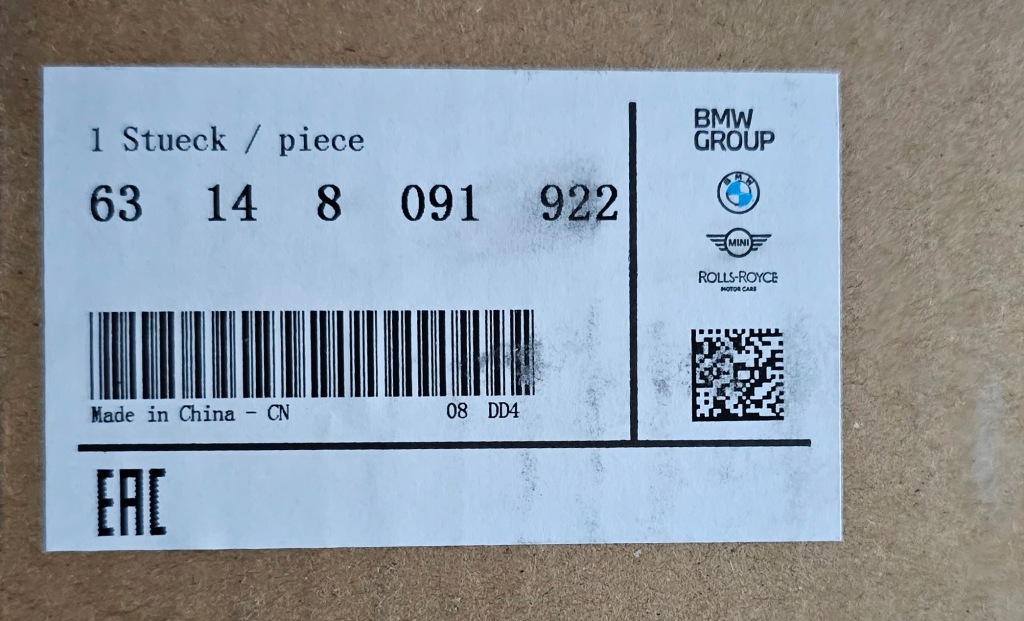 1 Stueck / piece
63 14 8 091 922
Made in China - CN 08 DD4
EAC
BMW
GROUP
BMW
MINI
ROLLS-ROYCE
MOTOR CARS